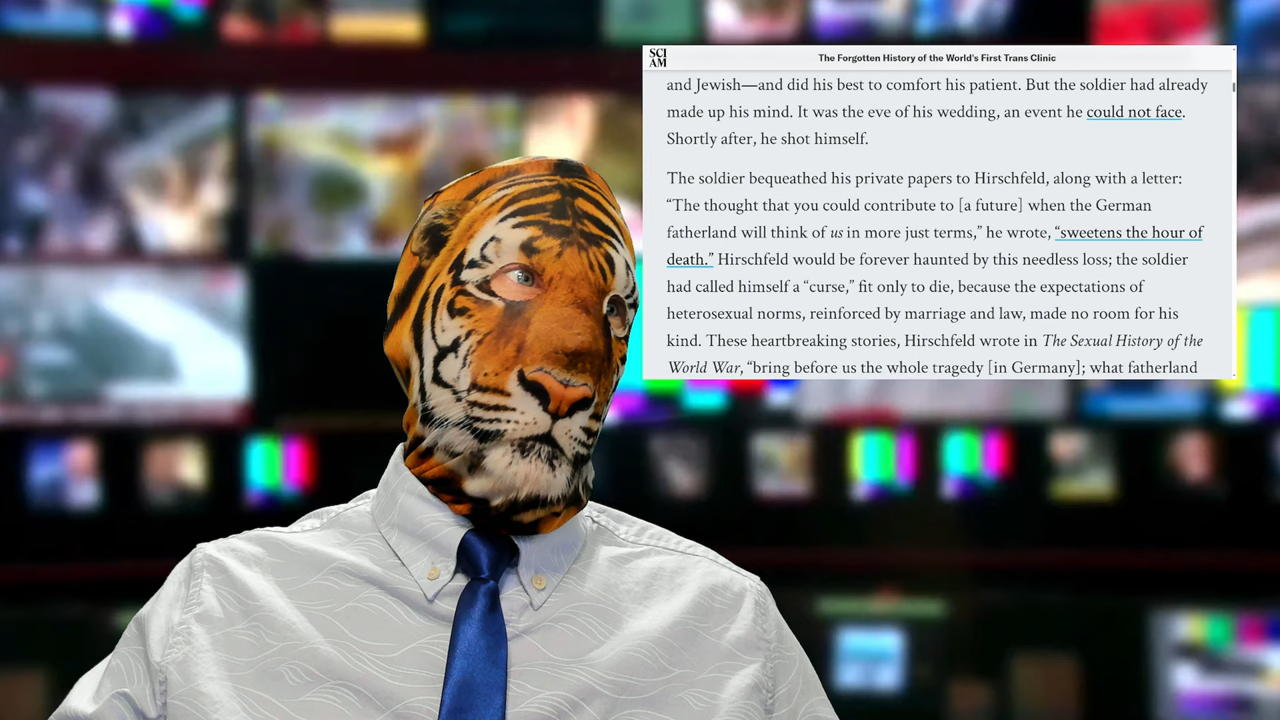 SCI
AM
The Forgotten History of the World's First Trans Clinic
and Jewish—and did his best to comfort his patient. But the soldier had already
made up his mind. It was the eve of his wedding, an event he could not face.
Shortly after, he shot himself.
The soldier bequeathed his private papers to Hirschfeld, along with a letter:
“The thought that you could contribute to [a future] when the German
fatherland will think of us in more just terms,” he wrote, “sweetens the hour of
death.” Hirschfeld would be forever haunted by this needless loss; the soldier
had called himself a “curse,” fit only to die, because the expectations of
heterosexual norms, reinforced by marriage and law, made no room for his
kind. These heartbreaking stories, Hirschfeld wrote in The Sexual History of the
World War, “bring before us the whole tragedy [in Germany]; what fatherland